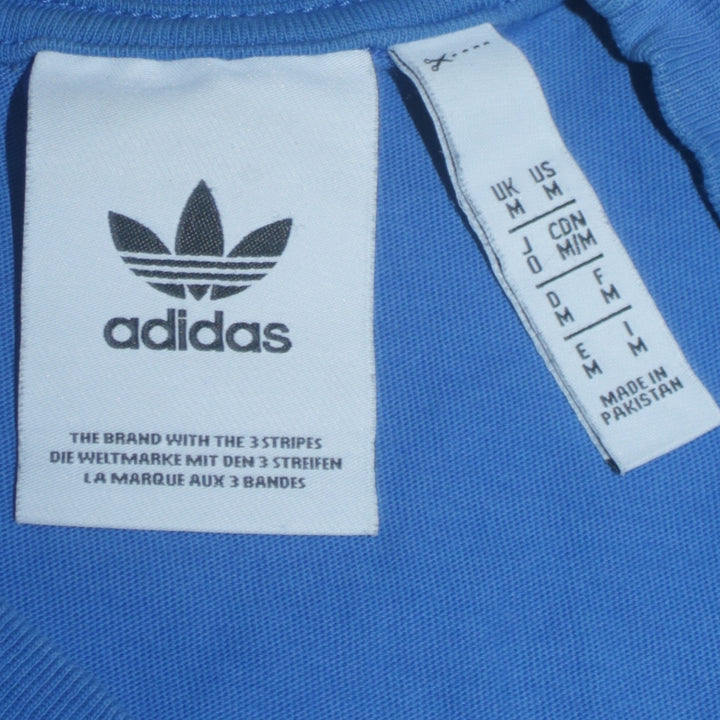 adidas
THE BRAND WITH THE 3 STRIPES
DIE WELTMARKE MIT DEN 3 STREIFEN
LA MARQUE AUX 3 BANDES
UK US
M M
J CDN
O M/M
D F
M M
E I
M M
MADE IN
PAKISTAN